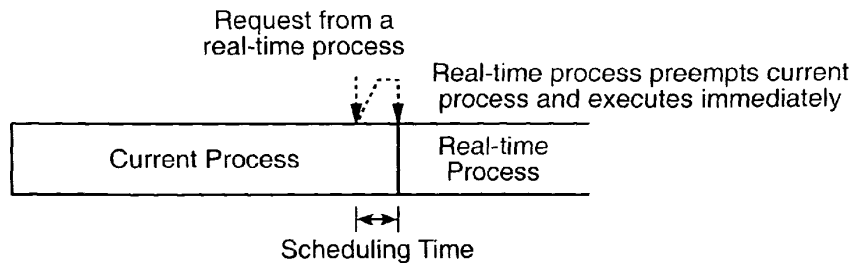 Request from a
real-time process
Real-time process preempts current
process and executes immediately
Current Process
Real-time
Process
Scheduling Time